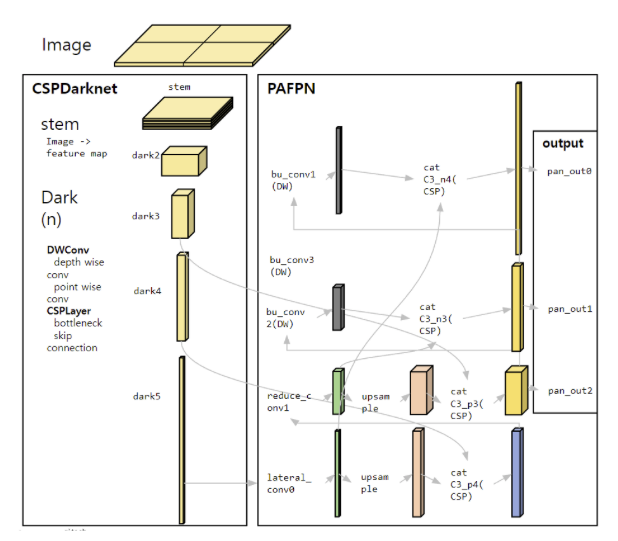 Image
CSPDarknet
stem
stem
Image ->
feature map
dark2
Dark
(n)
dark3
DWConv
depth wise
conv
point wise
conv
CSPLayer
bottleneck
skip
connection
dark4
dark5
PAFPN
bu_conv1
(DW)
cat
C3_n4(
CSP)
bu_conv3
(DW)
bu_conv
2(DW)
cat
C3_n3(
CSP)
reduce_c
onv1
upsam
ple
cat
C3_p3(
CSP)
lateral_
conv0
upsam
ple
cat
C3_p4(
CSP)
output
pan_out0
pan_out1
pan_out2